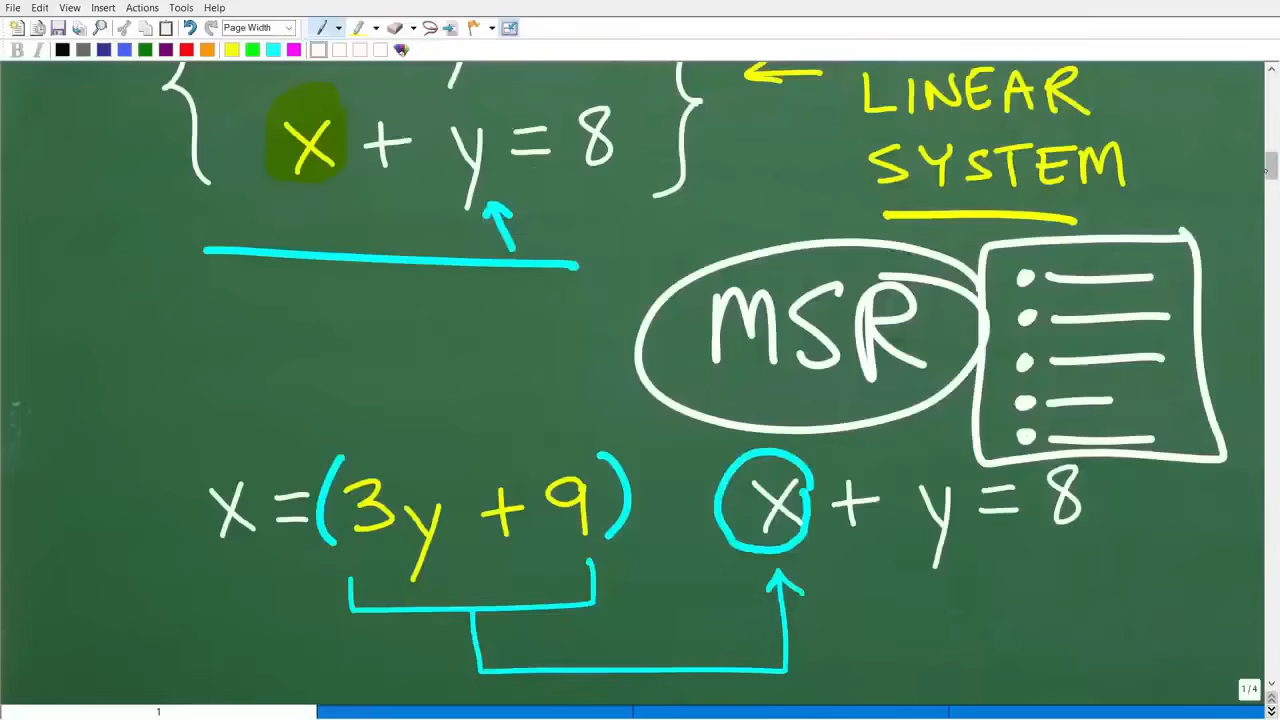 File Edit View Insert Actions Tools Help
Page Width
B I
LINEAR
x + y = 8
SYSTEM
MSR
x = (3y + 9) x + y = 8
1/4
1